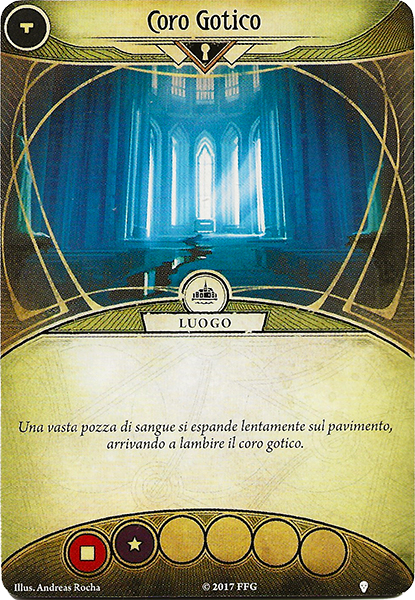 Coro Gotico
LUOGO
Una vasta pozza di sangue si espande lentamente sul pavimento,
arrivando a lambire il coro gotico.
Illus. Andreas Rocha
© 2017 FFG